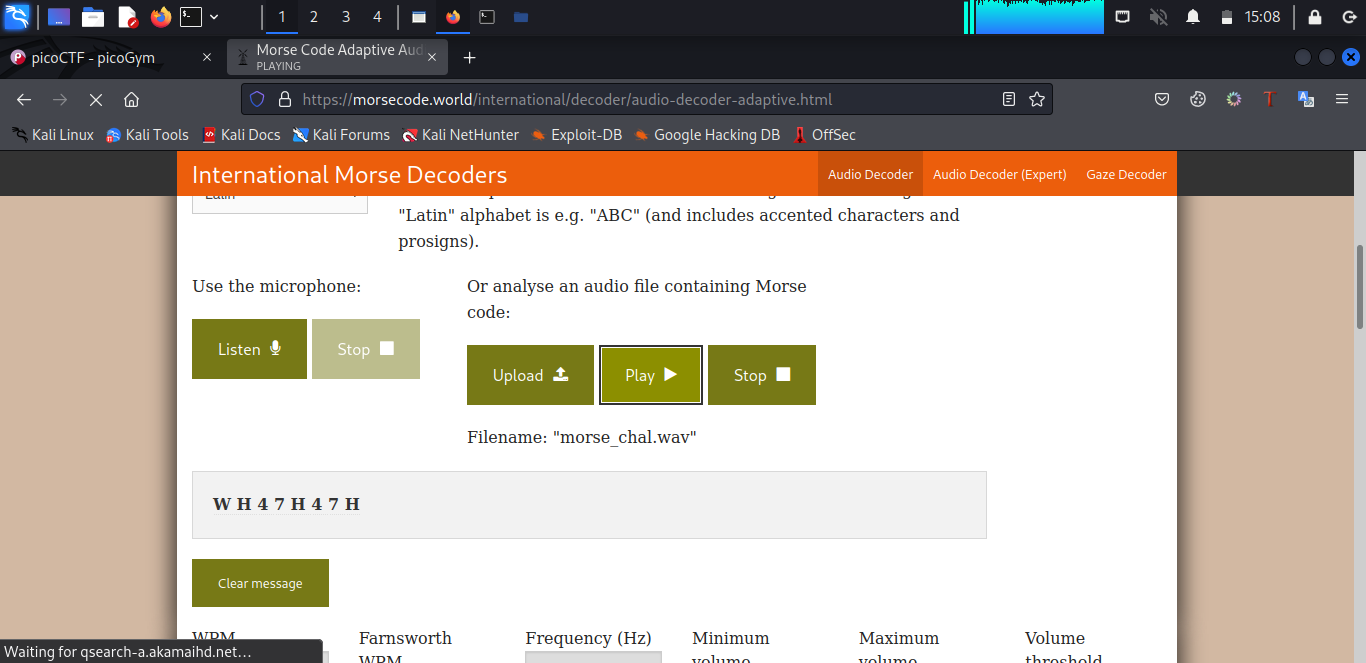 1 2 3 4 15:08
picoCTF - picoGym
Morse Code Adaptive Aud
PLAYING
https://morsecode.world/international/decoder/audio-decoder-adaptive.html
Kali Linux Kali Tools Kali Docs Kali Forums Kali NetHunter Exploit-DB Google Hacking DB OffSec
International Morse Decoders Audio Decoder Audio Decoder (Expert) Gaze Decoder
Latin
"Latin" alphabet is e.g. "ABC" (and includes accented characters and
prosigns).
Use the microphone:
Or analyse an audio file containing Morse
code:
Listen Stop
Upload Play Stop
Filename: "morse_chal.wav"
W H 4 7 H 4 7 H
Clear message
WPM Farnsworth Frequency (Hz) Minimum Maximum Volume
WPM volume volume threshold
Waiting for qsearch-a.akamaihd.net…